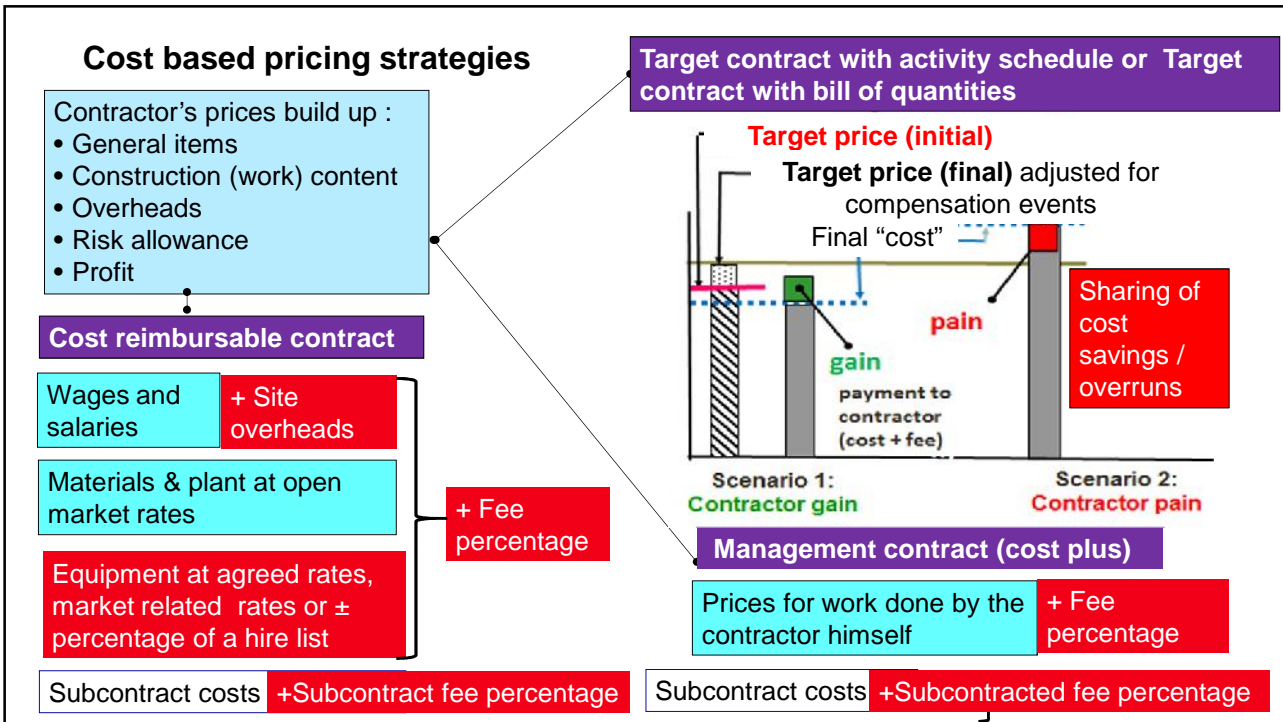 Cost based pricing strategies
Contractor's prices build up :
• General items
• Construction (work) content
• Overheads
• Risk allowance
• Profit
Cost reimbursable contract
Wages and
salaries
+ Site
overheads
Materials & plant at open
market rates
Equipment at agreed rates,
market related rates or ±
percentage of a hire list
+ Fee
percentage
Subcontract costs
+Subcontract fee percentage
Target contract with activity schedule or Target
contract with bill of quantities
Target price (initial)
Target price (final) adjusted for
compensation events
Final "cost"
gain
pain
payment to
contractor
(cost + fee)
Sharing of
cost
savings /
overruns
Scenario 1:
Contractor gain
Scenario 2:
Contractor pain
Management contract (cost plus)
Prices for work done by the
contractor himself
+ Fee
percentage
Subcontract costs
+Subcontracted fee percentage